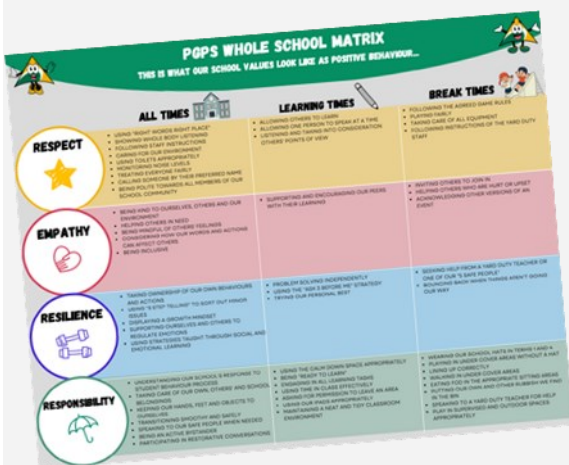 PGPS WHOLE SCHOOL MATRIX
THIS IS WHAT OUR SCHOOL VALUES LOOK LIKE AS POSITIVE BEHAVIOUR...
ALL TIMES
LEARNING TIMES
BREAK TIMES
RESPECT
• USING "RIGHT WORDS RIGHT PLACE"
• SHOWING WHOLE BODY LISTENING
• FOLLOWING STAFF INSTRUCTIONS
• CARING FOR OUR ENVIRONMENT
• USING TOILETS APPROPRIATELY
• MONITORING NOISE LEVELS
• TREATING EVERYONE FAIRLY
• CALLING SOMEONE BY THEIR PREFERRED NAME
• BEING POLITE TOWARDS ALL MEMBERS OF OUR
SCHOOL COMMUNITY
• ALLOWING OTHERS TO LEARN
• ALLOWING ONE PERSON TO SPEAK AT A TIME
• LISTENING AND TAKING INTO CONSIDERATION
OTHERS' POINTS OF VIEW
• FOLLOWING THE AGREED GAME RULES
• PLAYING FAIRLY
• TAKING CARE OF ALL EQUIPMENT
• FOLLOWING INSTRUCTIONS OF THE YARD DUTY
STAFF
EMPATHY
• BEING KIND TO OURSELVES, OTHERS AND OUR
ENVIRONMENT
• HELPING OTHERS IN NEED
• BEING MINDFUL OF OTHERS FEELINGS
• CONSIDERING HOW OUR WORDS AND ACTIONS
CAN AFFECT OTHERS
• BEING INCLUSIVE
• SUPPORTING AND ENCOURAGING OUR PEERS
WITH THEIR LEARNING
• INVITING OTHERS TO JOIN IN
• HELPING OTHERS WHO ARE HURT OR UPSET
• ACKNOWLEDGING OTHER VERSIONS OF AN
EVENT
RESILIENCE
• TAKING OWNERSHIP OF OUR OWN BEHAVIOURS
AND ACTIONS
• USING "5 STEP TELLING" TO SORT OUT MINOR
ISSUES
• DISPLAYING A GROWTH MINDSET
• SUPPORTING OURSELVES AND OTHERS TO
REGULATE EMOTIONS
• USING STRATEGIES TAUGHT THROUGH SOCIAL AND
EMOTIONAL LEARNING
• PROBLEM SOLVING INDEPENDENTLY
• USING THE "ASK 3 BEFORE ME" STRATEGY
• TRYING OUR PERSONAL BEST
• SEEKING HELP FROM A YARD DUTY TEACHER OR
ONE OF OUR "5 SAFE PEOPLE"
• BOUNCING BACK WHEN THINGS AREN'T GOING
OUR WAY
RESPONSIBILITY
• UNDERSTANDING OUR SCHOOL'S RESPONSE TO
STUDENT BEHAVIOUR PROCESS
• TAKING CARE OF OUR OWN, OTHERS' AND SCHOOL
BELONGINGS
• KEEPING OUR HANDS, FEET AND OBJECTS TO
OURSELVES
• TRANSITIONING SMOOTHLY AND SAFELY
• SPEAKING TO OUR SAFE PEOPLE WHEN NEEDED
• BEING AN ACTIVE BYSTANDER
• PARTICIPATING IN RESTORATIVE CONVERSATIONS
• USING THE CALM DOWN SPACE APPROPRIATELY
• BEING "READY TO LEARN"
• ENGAGING IN ALL LEARNING TASKS
• USING TIME IN CLASS EFFECTIVELY
• ASKING FOR PERMISSION TO LEAVE AN AREA
• USING OUR IPADS APPROPRIATELY
• MAINTAINING A NEAT AND TIDY CLASSROOM
ENVIRONMENT
• WEARING OUR SCHOOL HATS IN TERMS 1 AND 4
• PLAYING IN UNDER COVER AREAS WITHOUT A HAT
• LINING UP CORRECTLY
• WALKING IN UNDER COVER AREAS
• EATING FOOD IN THE APPROPRIATE SITTING AREAS
• PUTTING OUR OWN AND OTHER RUBBISH WE FIND
IN THE BIN
• SPEAKING TO A YARD DUTY TEACHER FOR HELP
• PLAY IN SUPERVISED AND OUTDOOR SPACES
APPROPRIATELY